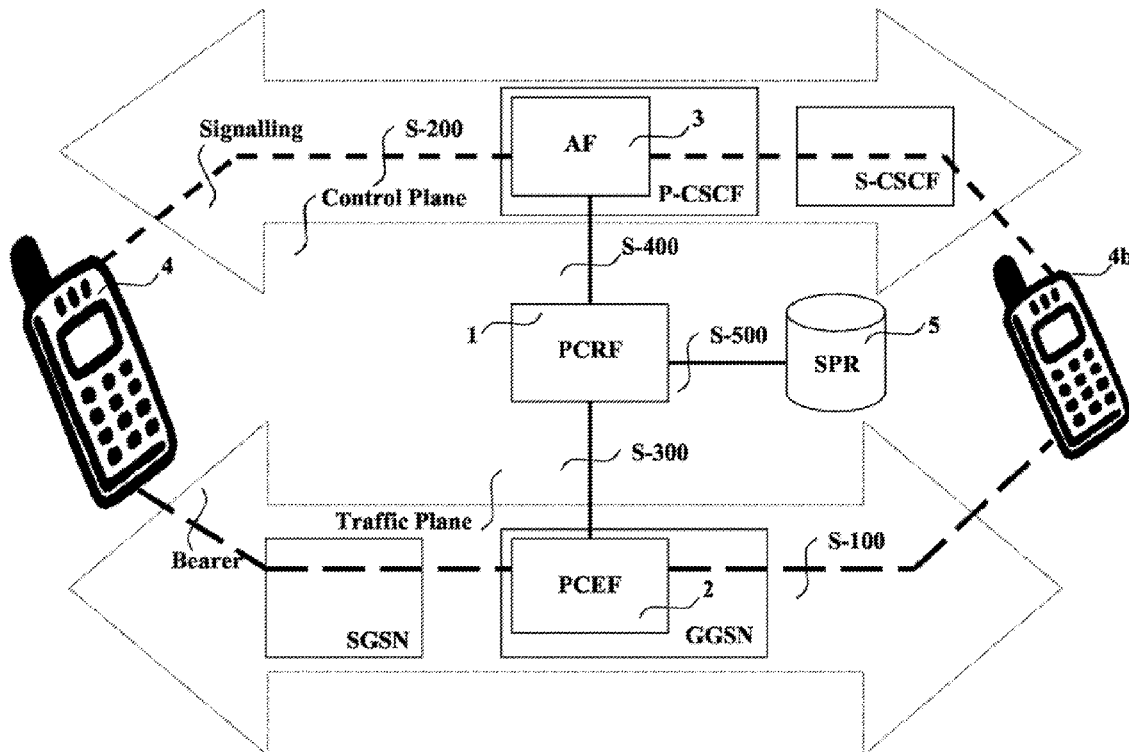 Signalling
S-200
AF
3
P-CSCF
S-CSCF
Control Plane
4
S-400
4b
1
PCRF
S-500
5
SPR
S-300
Traffic Plane
Bearer
S-100
PCEF
2
SGSN
GGSN